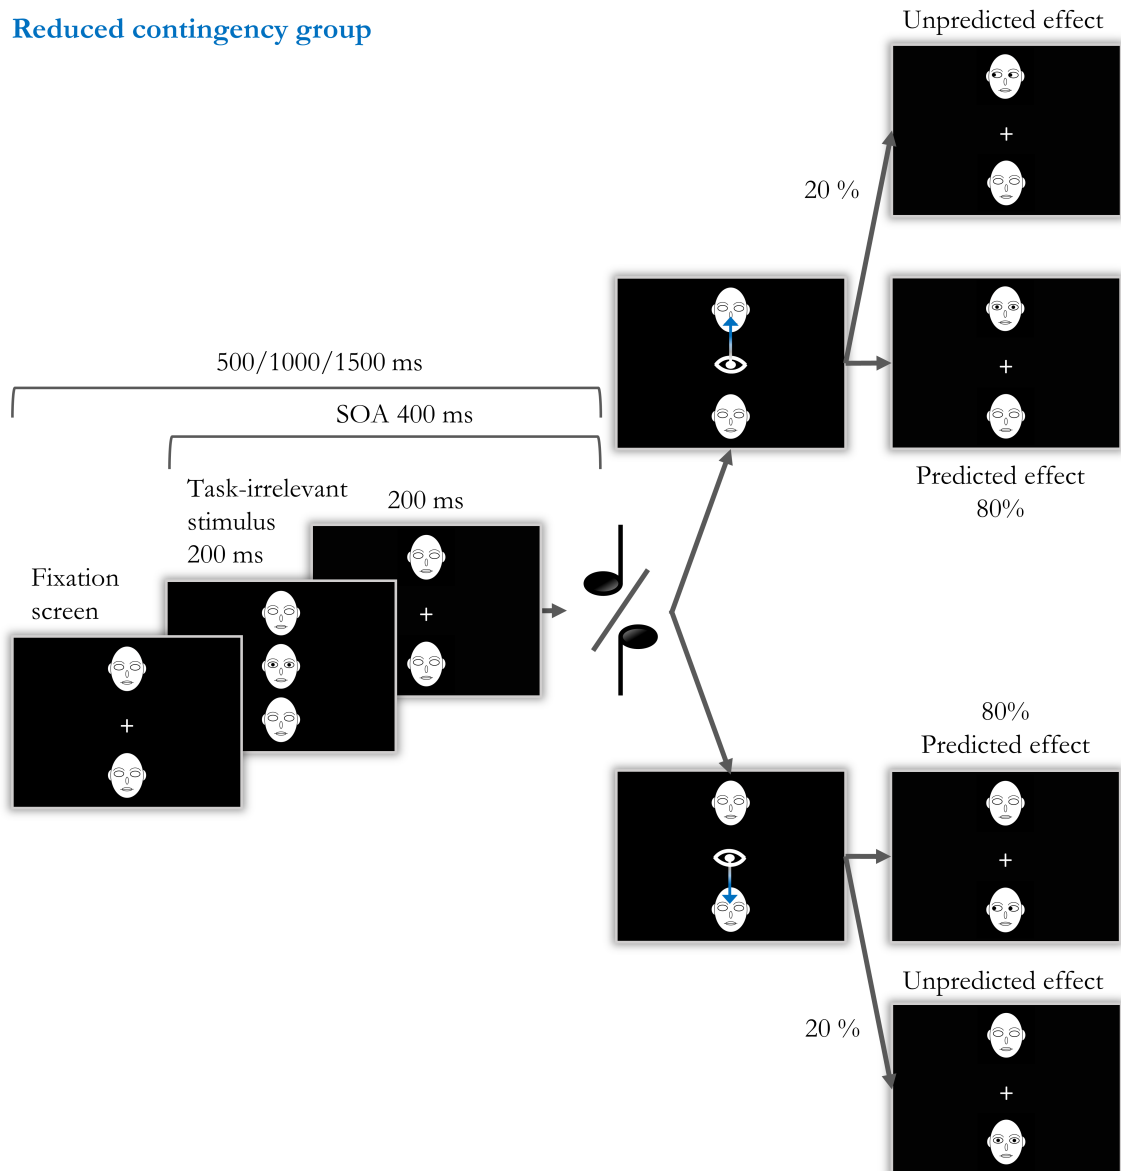 Reduced contingency group
Unpredicted effect
20 %
500/1000/1500 ms
SOA 400 ms
Predicted effect
80%
Task-irrelevant
stimulus
200 ms
200 ms
Fixation
screen
80%
Predicted effect
Unpredicted effect
20 %